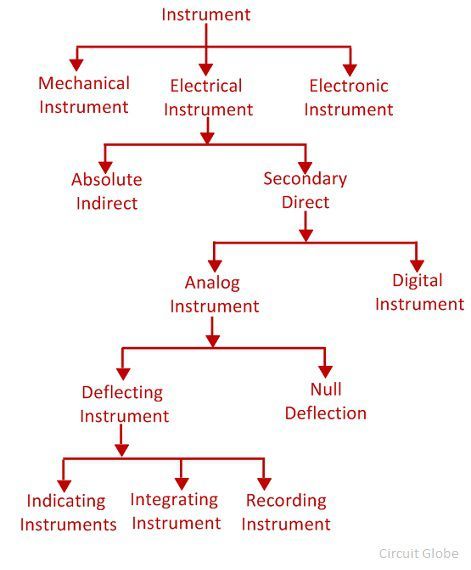 Instrument
Mechanical
Instrument
Electrical
Instrument
Electronic
Instrument
Absolute
Indirect
Secondary
Direct
Analog
Instrument
Digital
Instrument
Deflecting
Instrument
Null
Deflection
Indicating
Instruments
Integrating
Instrument
Recording
Instrument
Circuit Globe